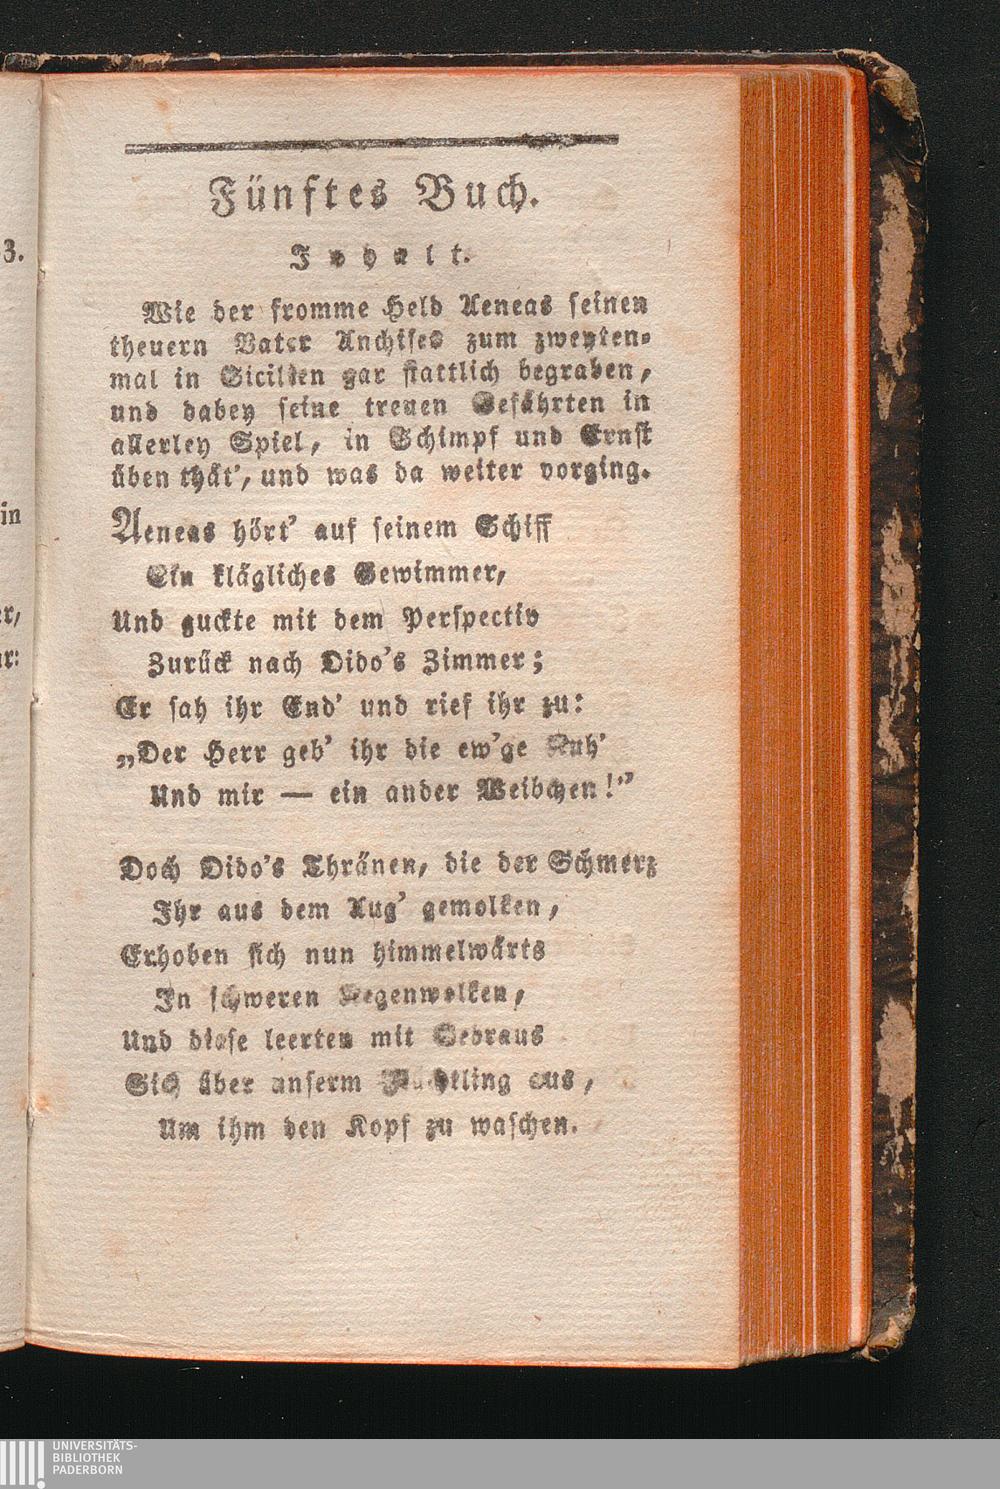 3.
in
r,
r:
Fünftes Buch.
Inhalt.
Wie der fromme Held Aeneas seinen
theuern Vater Anchises zum zweyten-
mal in Sicilien gar stattlich begraben,
und dabey seine treuen Gefährten in
allerley Spiel, in Schimpf und Ernst
üben thät', und was da weiter vorging.
Aeneas hört' auf seinem Schiff
Ein klägliches Gewimmer,
Und guckte mit dem Perspectiv
Zurück nach Dido's Zimmer;
Er sah ihr End' und rief ihr zu:
„Der Herr geb' ihr die ew'ge Ruh'
Und mir — ein ander Weibchen!“
Doch Dido's Thränen, die der Schmerz
Ihr aus dem Aug' gemolken,
Erhoben sich nun himmelwärts
In schweren Regenwolken,
Und diese leerten mit Gebraus
Sich über unserm Flüchtling aus,
Um ihm den Kopf zu waschen.
UNIVERSITÄTS-
BIBLIOTHEK
PADERBORN